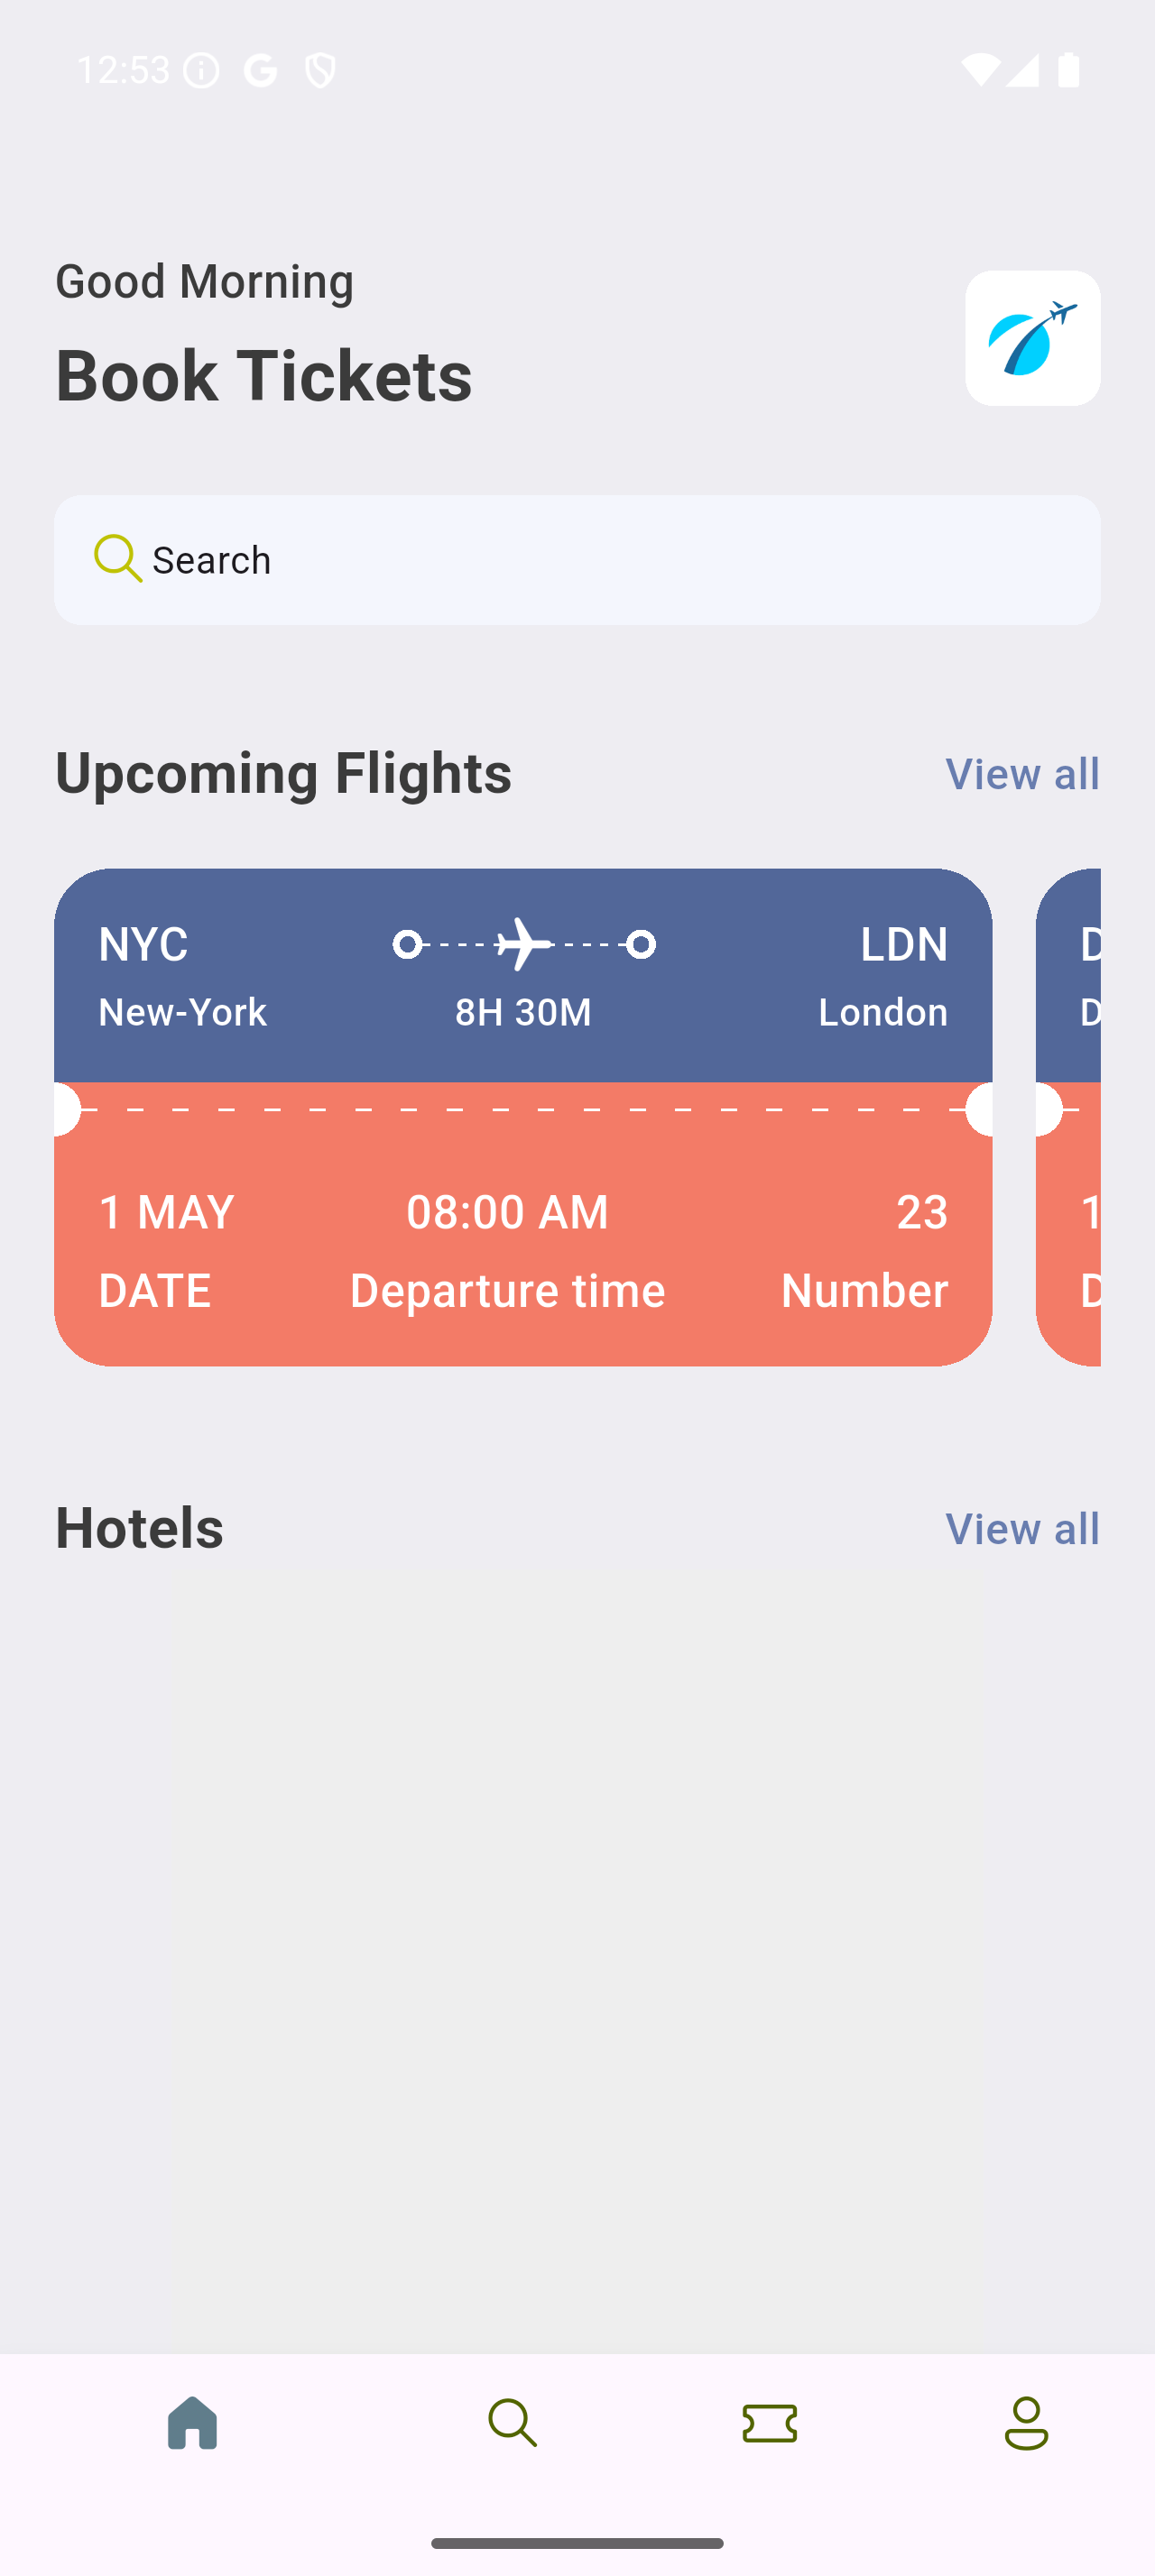 12:53
Good Morning
Book Tickets
Search
Upcoming Flights View all
NYC LDN
New-York 8H 30M London
1 MAY 08:00 AM 23
DATE Departure time Number
Hotels View all